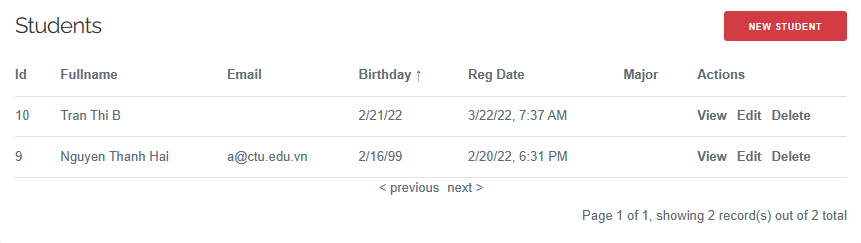 Students
NEW STUDENT
Id Fullname Email Birthday ↑ Reg Date Major Actions
10 Tran Thi B 2/21/22 3/22/22, 7:37 AM View Edit Delete
9 Nguyen Thanh Hai a@ctu.edu.vn 2/16/99 2/20/22, 6:31 PM View Edit Delete
< previous next >
Page 1 of 1, showing 2 record(s) out of 2 total